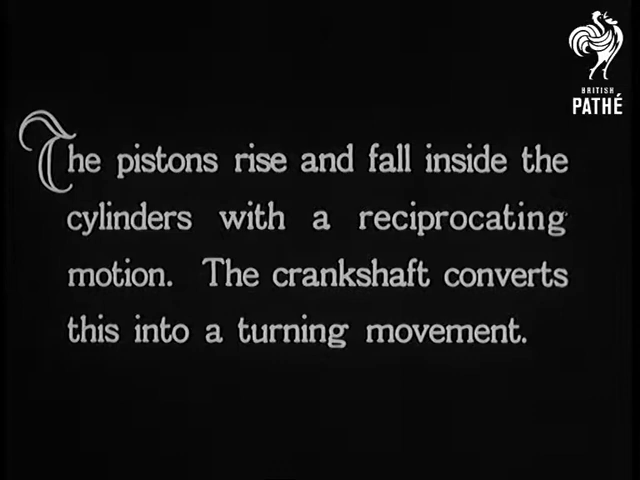 BRITISH
PATHÉ
The pistons rise and fall inside the
cylinders with a reciprocating
motion. The crankshaft converts
this into a turning movement.